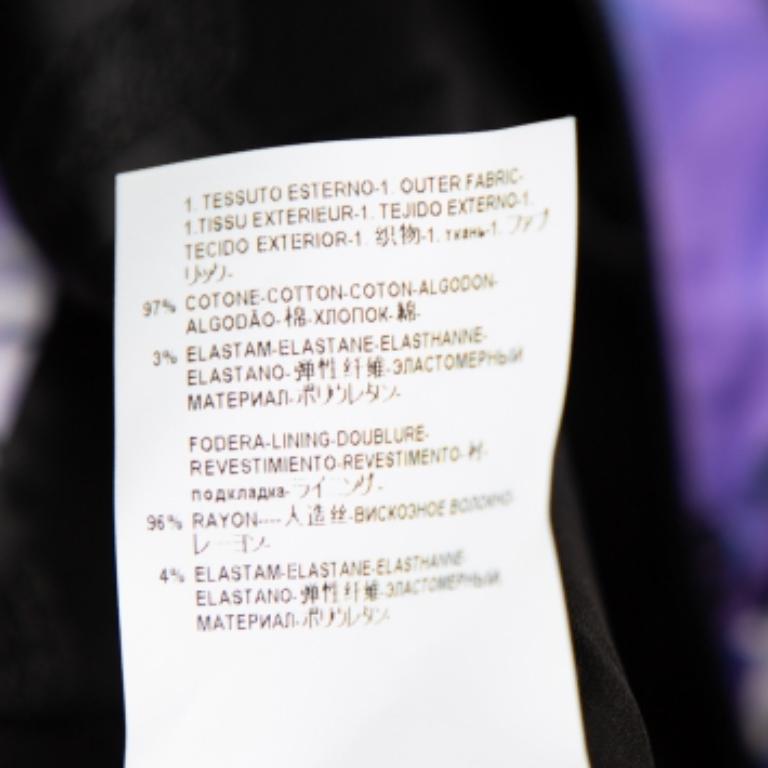 1. TESSUTO ESTERNO-1. OUTER FABRIC-
1.TISSU EXTERIEUR-1. TEJIDO EXTERNO-1.
TECIDO EXTERIOR-1. 织物-1. ткань-1. ファブ
リック-
97% COTONE-COTTON-COTON-ALGODON-
ALGODÃO-棉-ХЛОПОК-綿-
3% ELASTAM-ELASTANE-ELASTHANNE-
ELASTANO-弹性纤维-ЭЛАСТОМЕРНЫЙ
МАТЕРИАЛ-ポリウレタン-
FODERA-LINING-DOUBLURE-
REVESTIMIENTO-REVESTIMENTO-衬-
подкладка-ライニング-
96% RAYON----人造丝-ВИСКОЗНОЕ ВОЛОКНО-
レーヨン-
4% ELASTAM-ELASTANE-ELASTHANNE-
ELASTANO-弹性纤维-ЭЛАСТОМЕРНЫЙ
МАТЕРИАЛ-ポリウレタン-